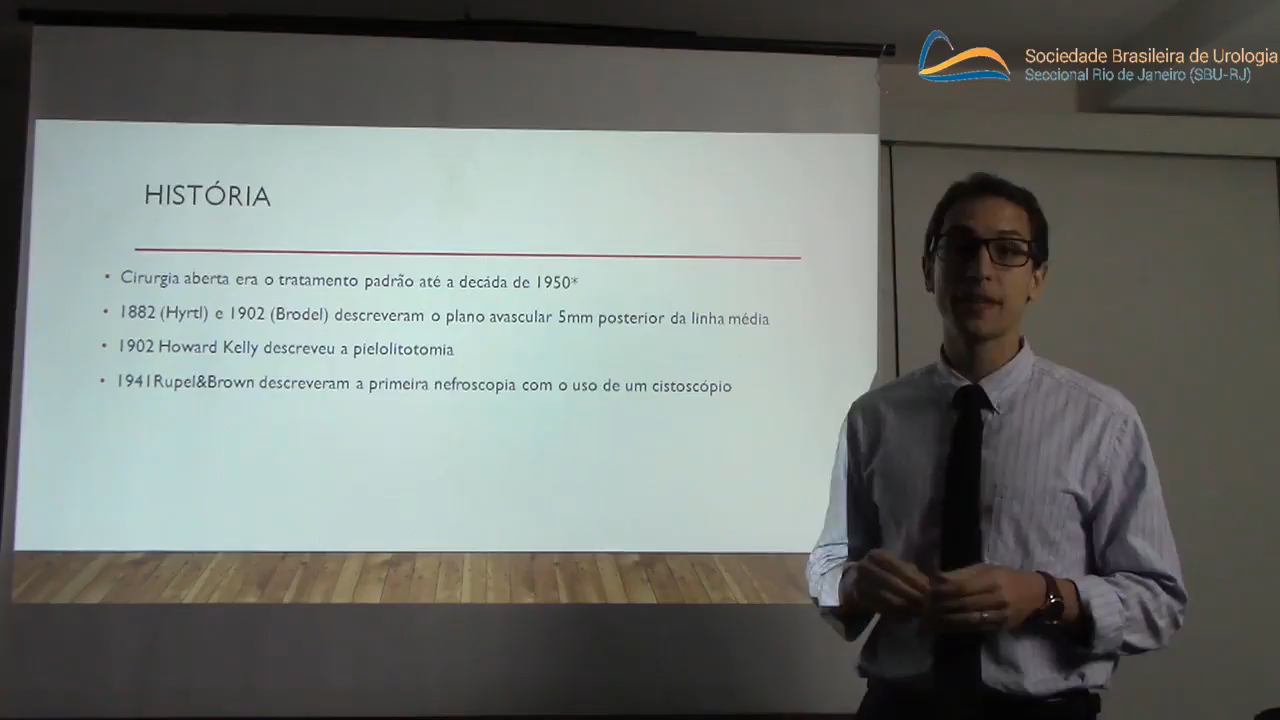 Sociedade Brasileira de Urologia
Seccional Rio de Janeiro (SBU-RJ)
HISTÓRIA
• Cirurgia aberta era o tratamento padrão até a decáda de 1950*
• 1882 (Hyrtl) e 1902 (Brodel) descreveram o plano avascular 5mm posterior da linha média
• 1902 Howard Kelly descreveu a pielolitotomia
• 1941Rupel&Brown descreveram a primeira nefroscopia com o uso de um cistoscópio